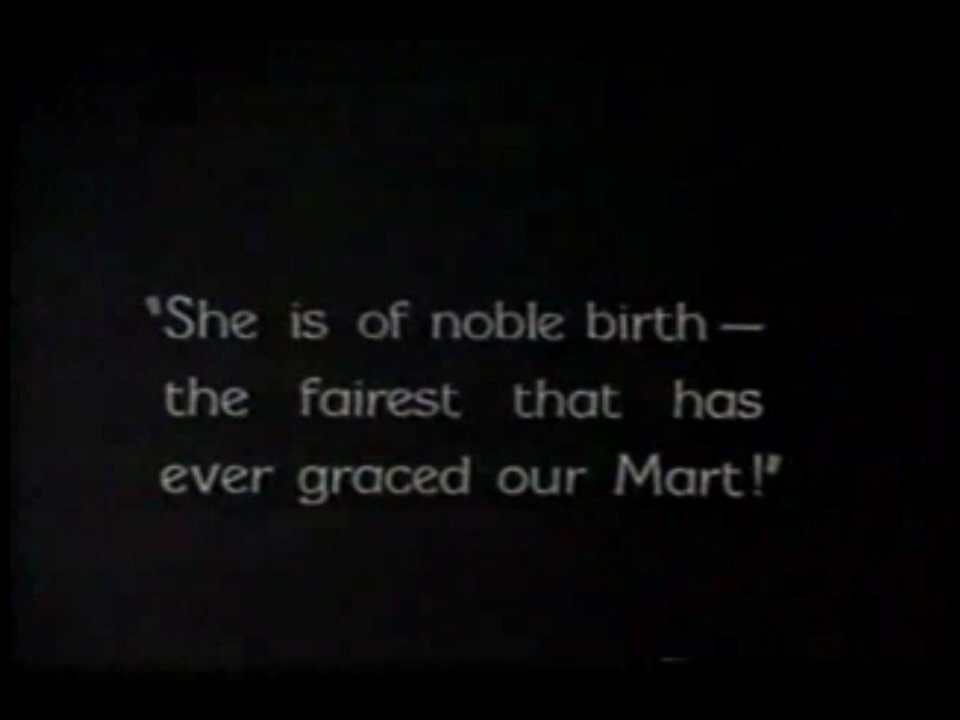 "She is of noble birth—
the fairest that has
ever graced our Mart!"